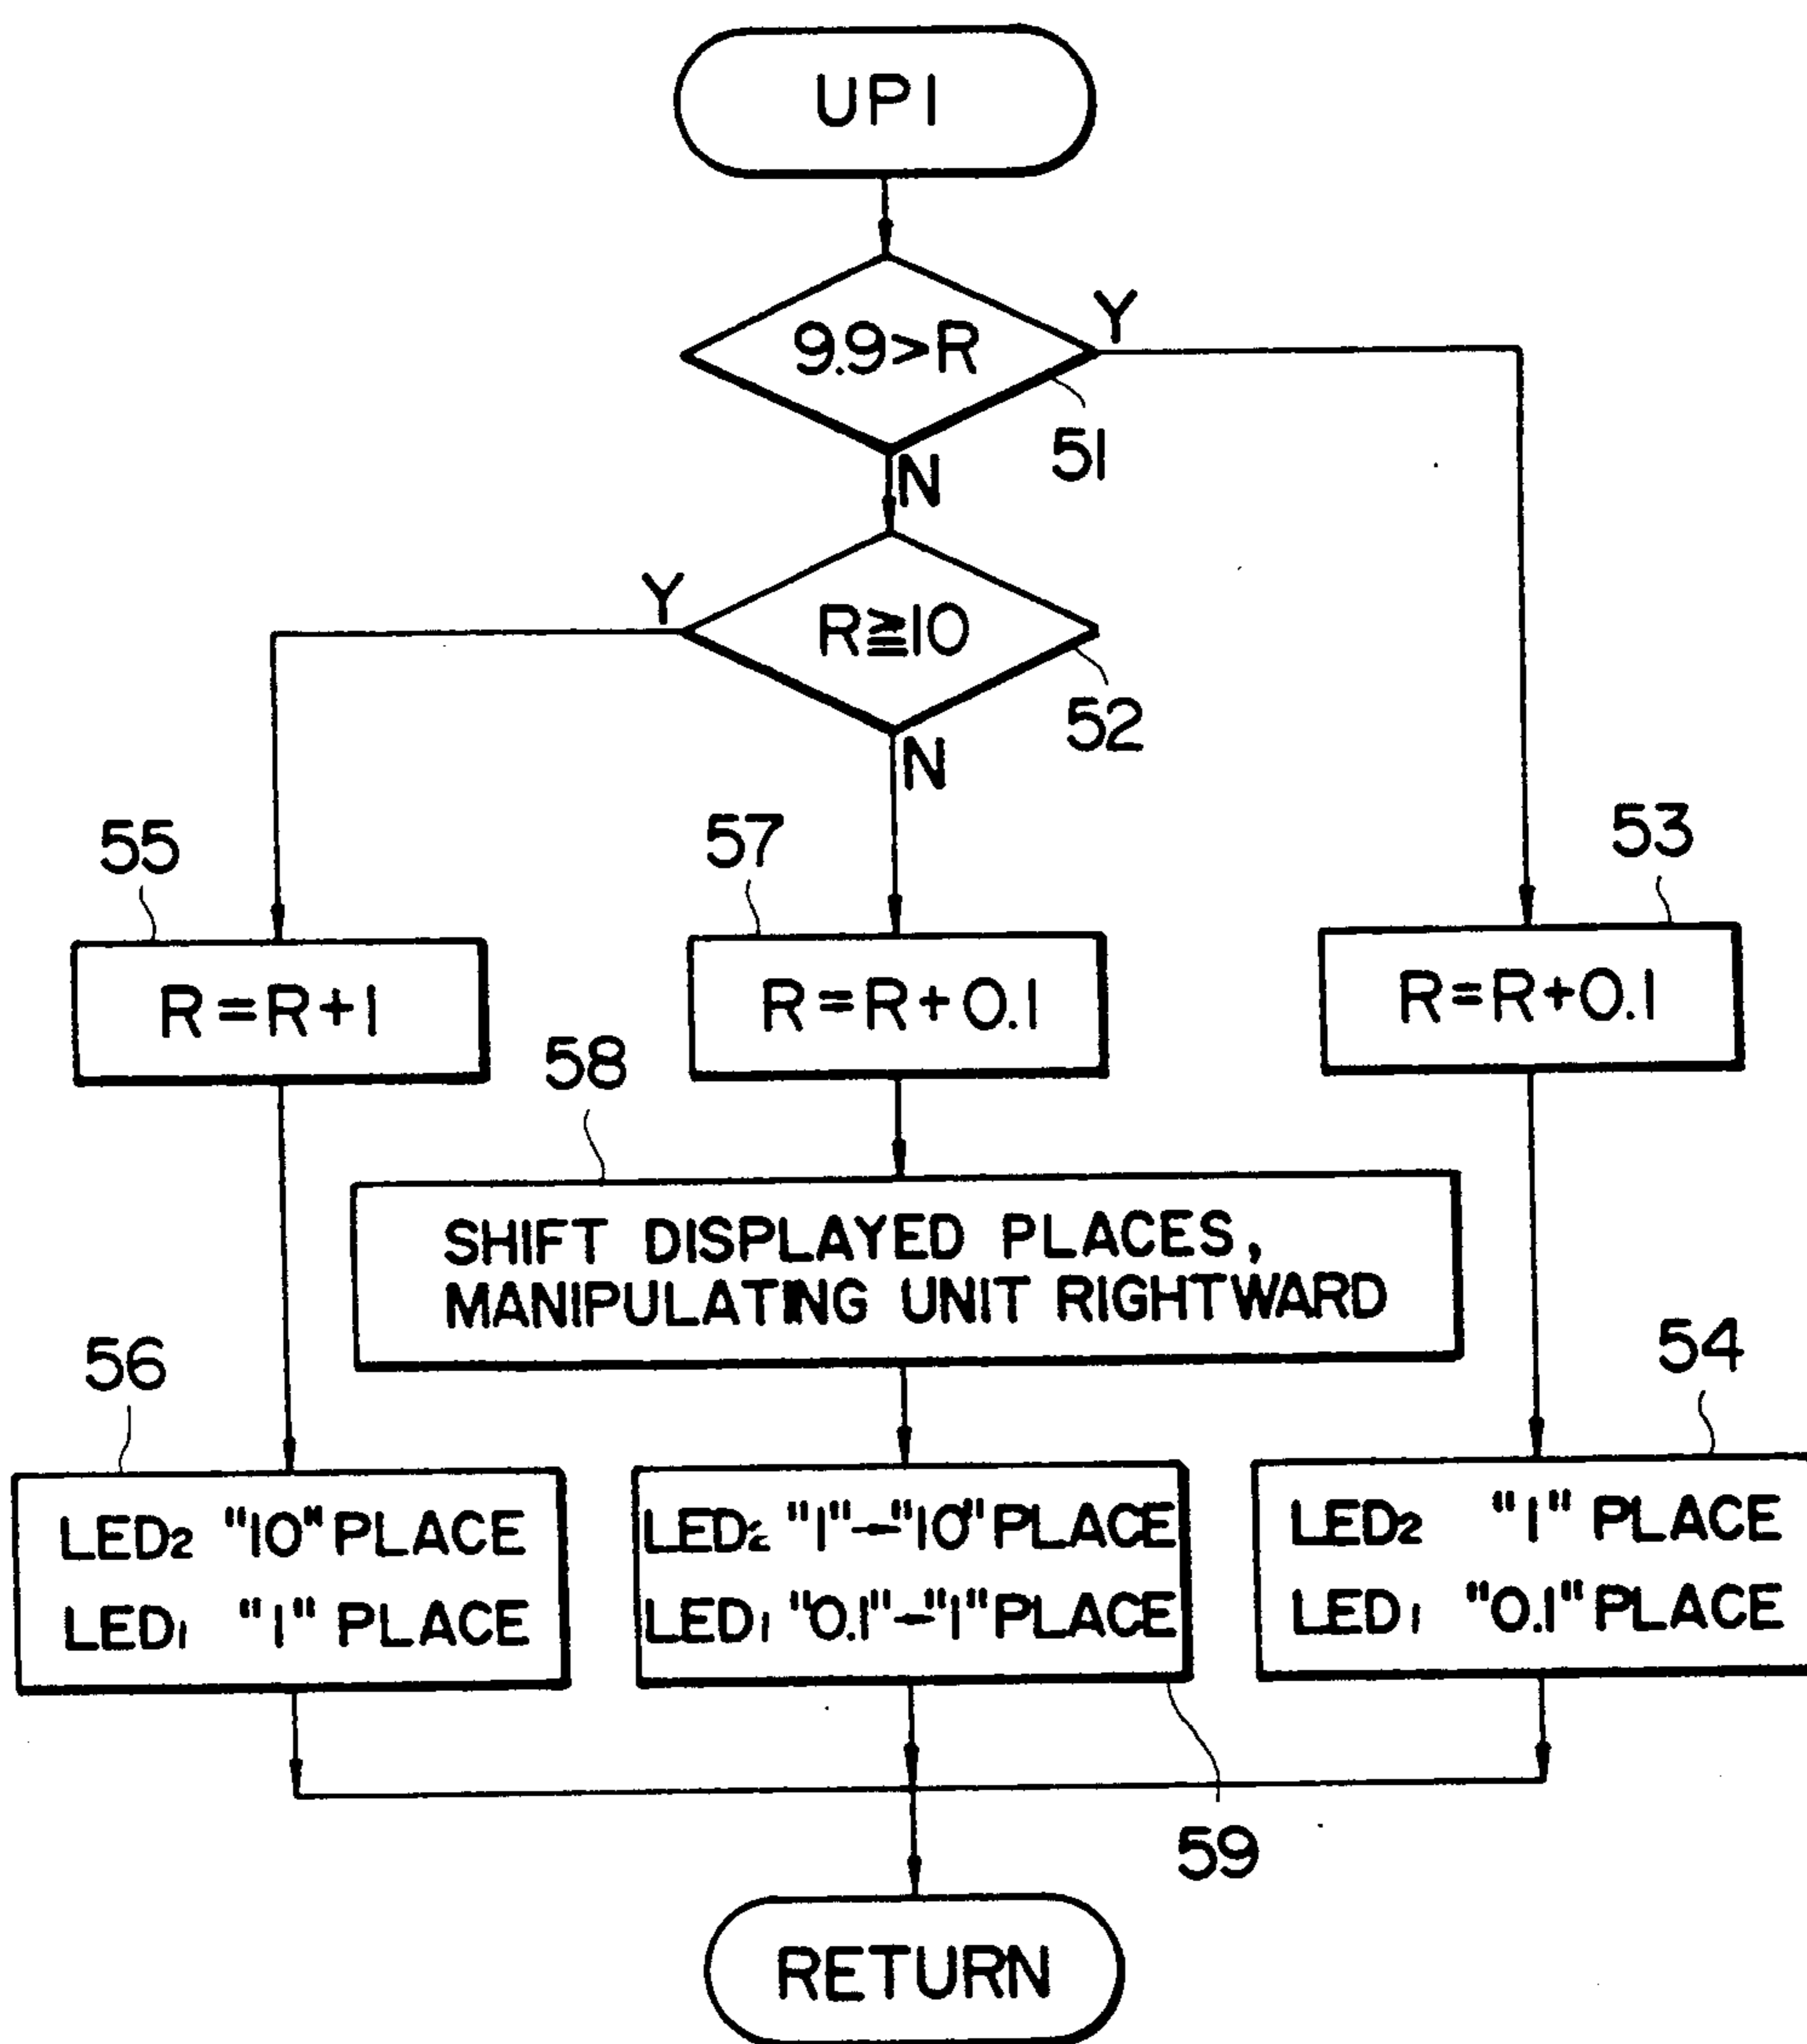 UP1
9.9>R
Y
51
N
Y
R≧10
52
N
55
57
53
R=R+1
R=R+0.1
R=R+0.1
58
SHIFT DISPLAYED PLACES,
MANIPULATING UNIT RIGHTWARD
56
54
LED2 "10" PLACE
LED1 "1" PLACE
LED2 "1"→"10" PLACE
LED1 "0.1"→"1" PLACE
LED2 "1" PLACE
LED1 "0.1" PLACE
59
RETURN